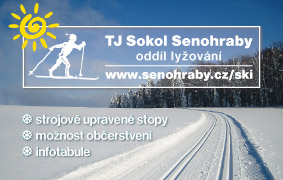 TJ Sokol Senohraby
oddíl lyžování
www.senohraby.cz/ski
strojově upravené stopy
možnost občerstvení
infotabule